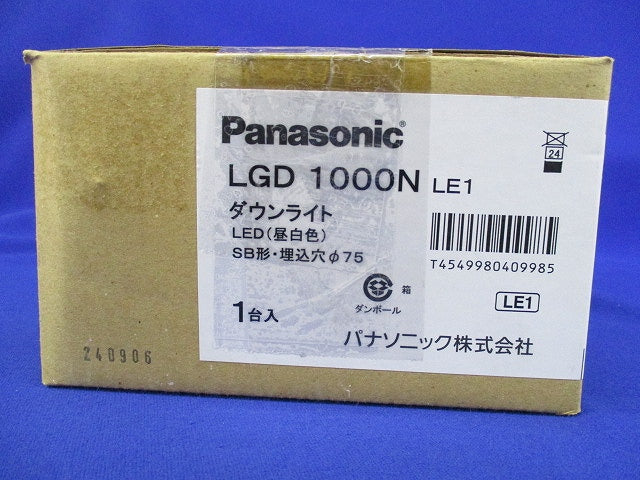 Panasonic®
LGD 1000N LE1
ダウンライト
LED(昼白色)
SB形・埋込穴φ75
24
T4549980409985
箱
ダンボール
LE1
1台入
パナソニック株式会社
240906